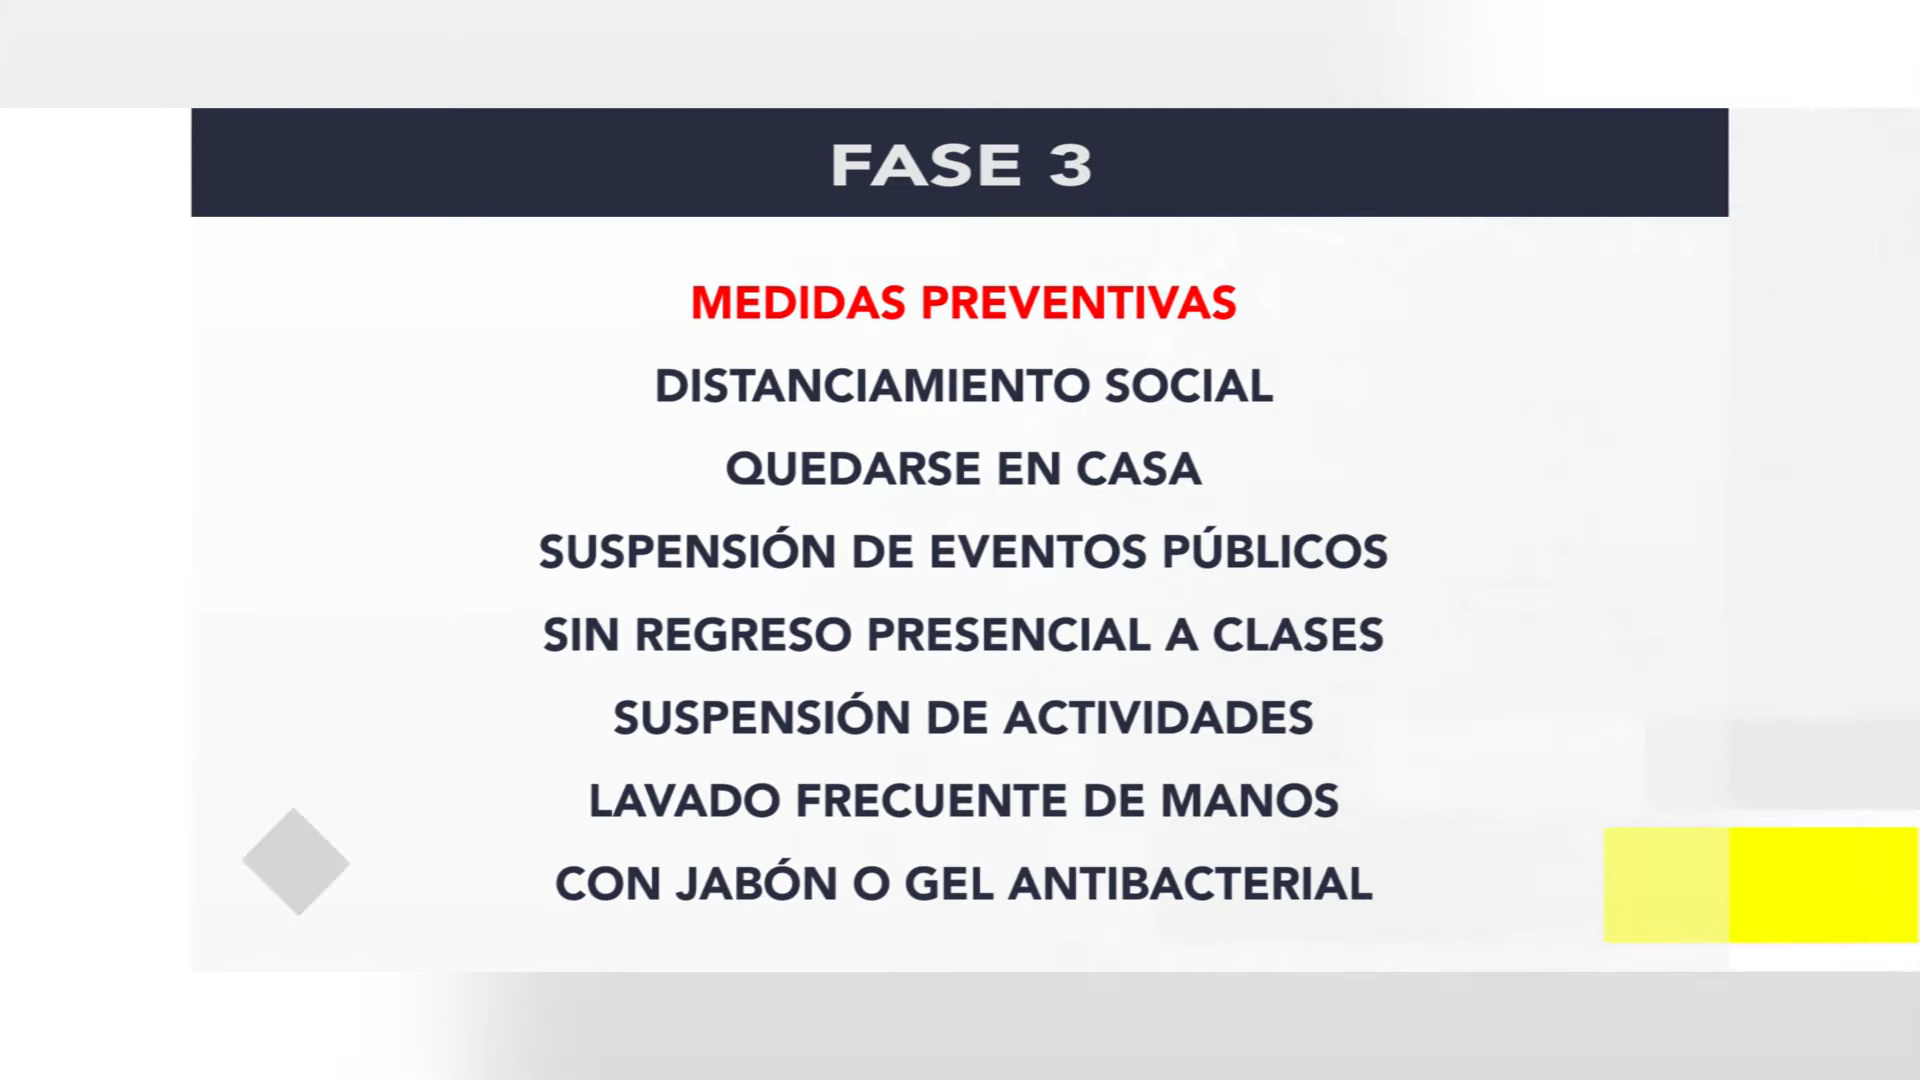 FASE 3
MEDIDAS PREVENTIVAS
DISTANCIAMIENTO SOCIAL
QUEDARSE EN CASA
SUSPENSIÓN DE EVENTOS PÚBLICOS
SIN REGRESO PRESENCIAL A CLASES
SUSPENSIÓN DE ACTIVIDADES
LAVADO FRECUENTE DE MANOS
CON JABÓN O GEL ANTIBACTERIAL